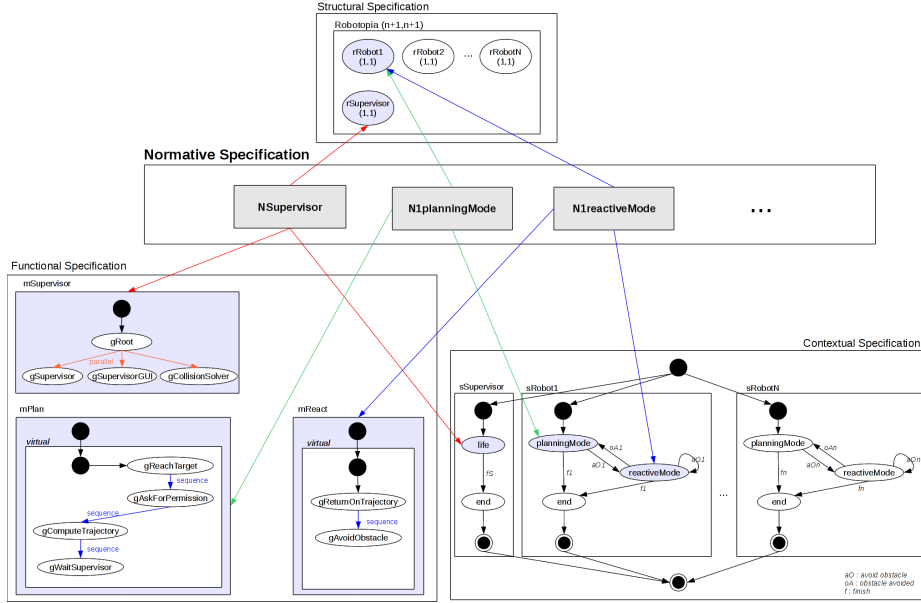 Structural Specification
Robotopia (n+1,n+1)
rRobot1
(1,1)
rRobot2
(1,1)
...
rRobotN
(1,1)
rSupervisor
(1,1)
Normative Specification
NSupervisor
N1planningMode
N1reactiveMode
...
Functional Specification
mSupervisor
gRoot
parallel
gSupervisor
gSupervisorGUI
gCollisionSolver
mPlan
virtual
gReachTarget
sequence
gAskForPermission
sequence
gComputeTrajectory
sequence
gWaitSupervisor
mReact
virtual
gReturnOnTrajectory
sequence
gAvoidObstacle
Contextual Specification
sSupervisor
life
fS
end
sRobot1
planningMode
oA1
aO1
reactiveMode
aO1
f1
f1
end
...
sRobotN
planningMode
oAn
aOn
reactiveMode
aOn
fn
fn
end
aO : avoid obstacle
oA : obstacle avoided
f : finish